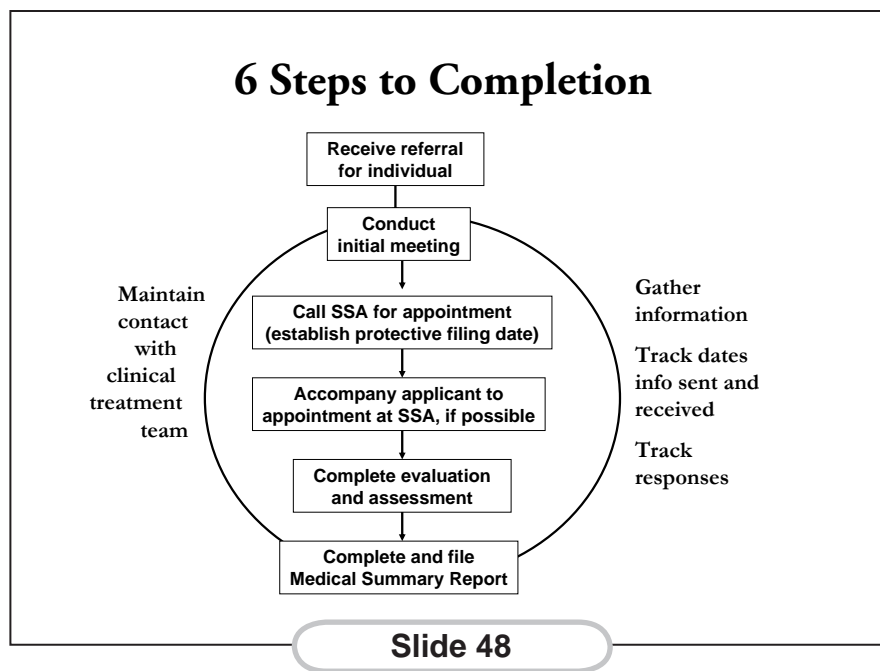 6 Steps to Completion
Receive referral
for individual
Conduct
initial meeting
Call SSA for appointment
(establish protective filing date)
Accompany applicant to
appointment at SSA, if possible
Complete evaluation
and assessment
Complete and file
Medical Summary Report
Maintain
contact
with
clinical
treatment
team
Gather
information
Track dates
info sent and
received
Track
responses
Slide 48